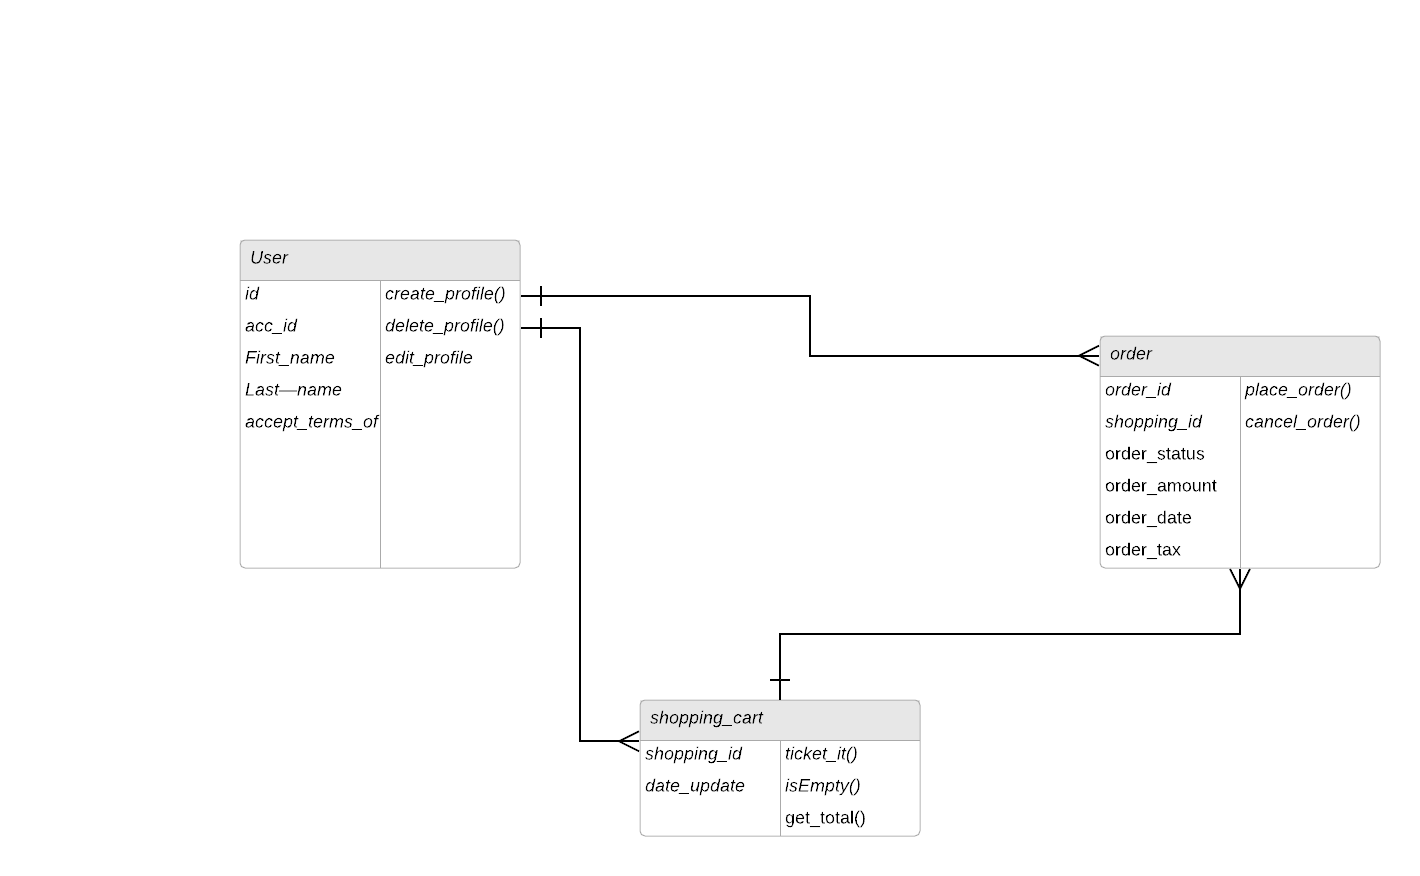 User
id
create_profile()
acc_id
delete_profile()
First_name
edit_profile
Last—name
accept_terms_of
order
order_id
place_order()
shopping_id
cancel_order()
order_status
order_amount
order_date
order_tax
shopping_cart
shopping_id
ticket_it()
date_update
isEmpty()
get_total()